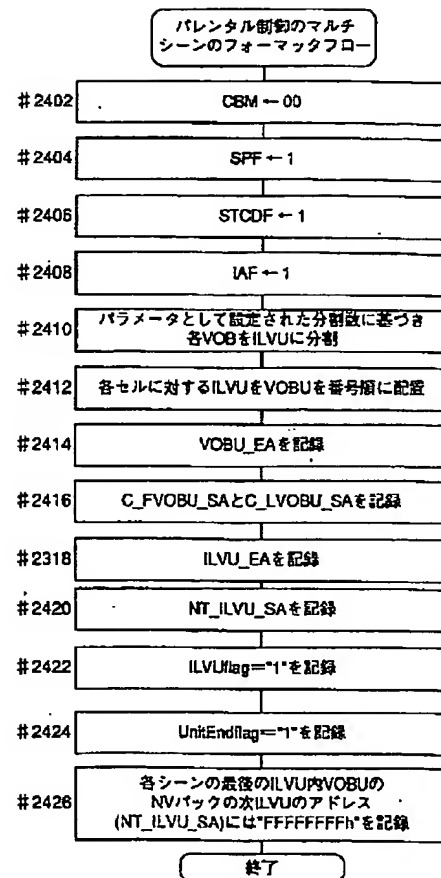 パレンタル制御のマルチ
シーンのフォーマッタフロー
#2402
CBM ← 00
#2404
SPF ← 1
#2406
STCDF ← 1
#2408
IAF ← 1
#2410
パラメータとして設定された分割数に基づき
各VOBをILVUに分割
#2412
各セルに対するILVUをVOBUを番号順に配置
#2414
VOBU_EAを記録
#2416
C_FVOBU_SAとC_LVOBU_SAを記録
#2318
ILVU_EAを記録
#2420
NT_ILVU_SAを記録
#2422
ILVUflag="1"を記録
#2424
UnitEndflag="1"を記録
#2426
各シーンの最後のILVU内VOBUの
NVパックの次ILVUのアドレス
(NT_ILVU_SA)には"FFFFFFFFh"を記録
終了